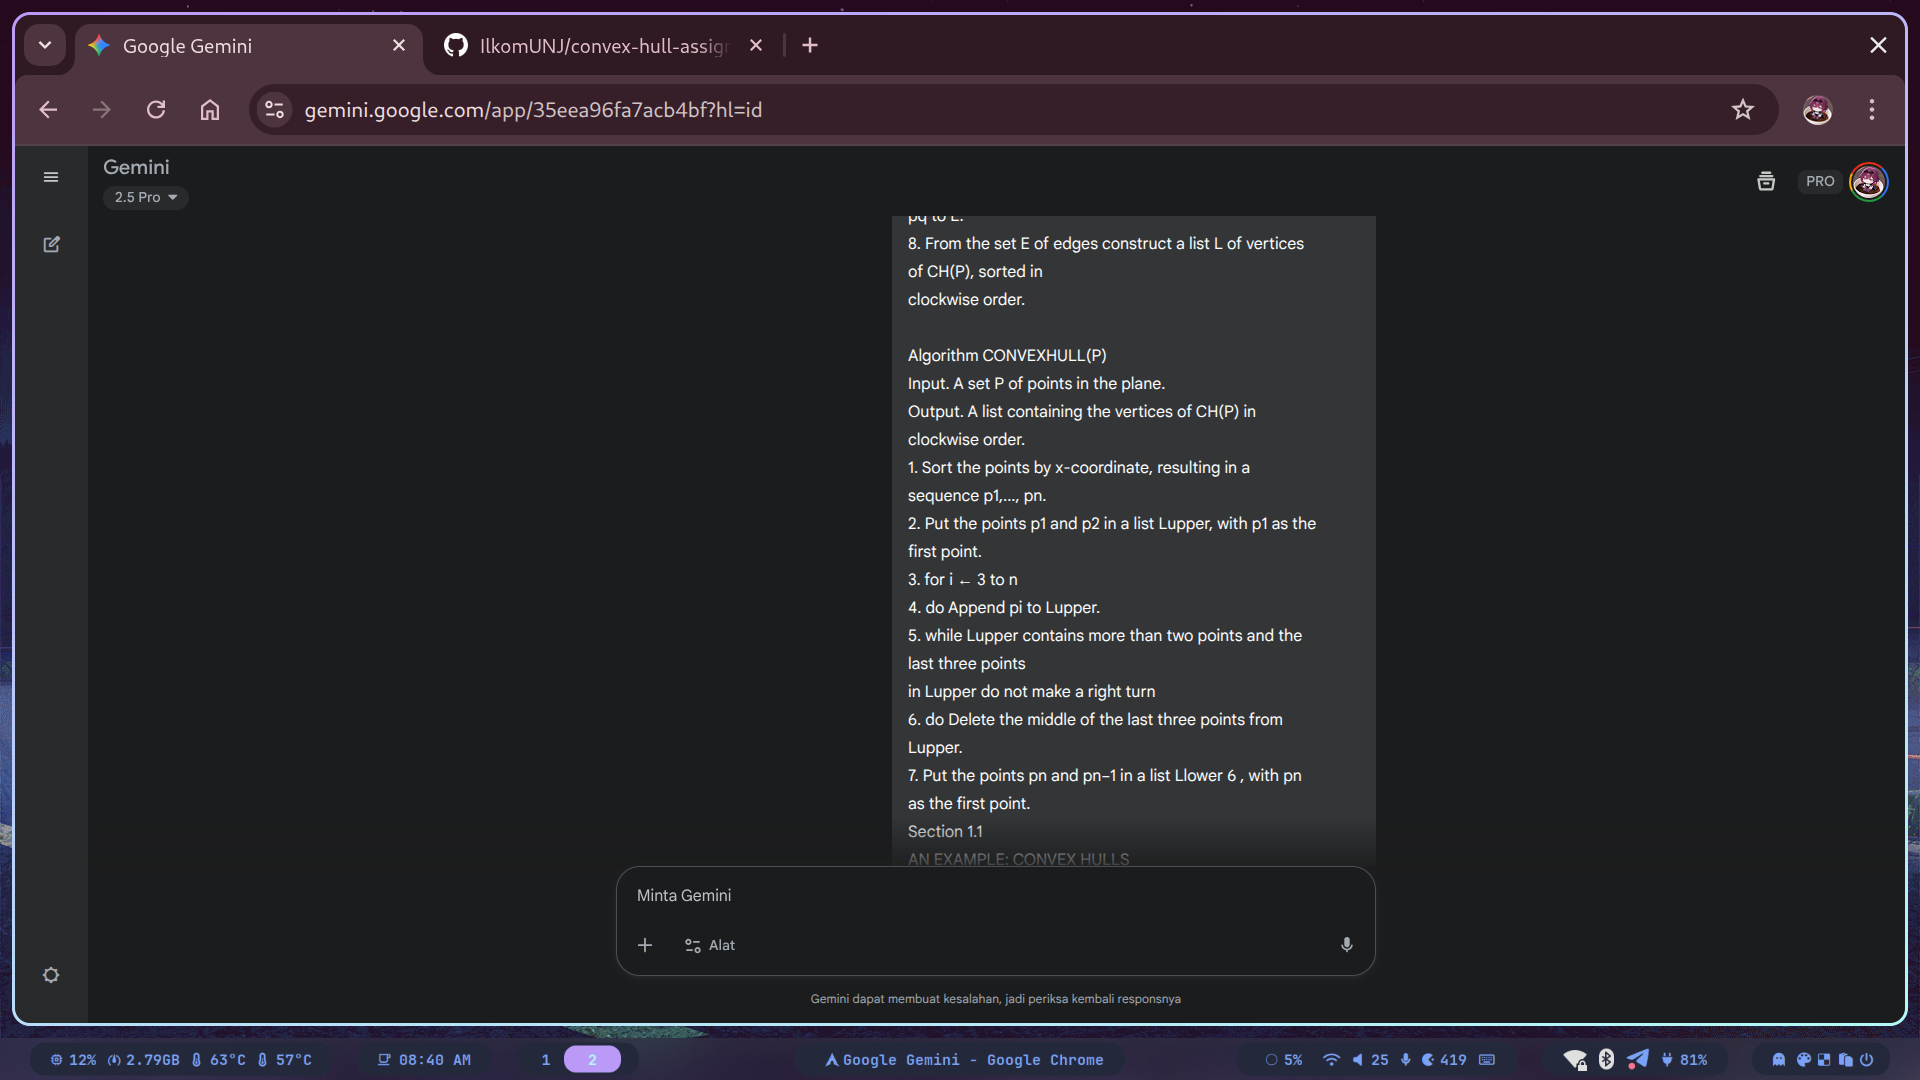 Google Gemini
IlkomUNJ/convex-hull-assig
gemini.google.com/app/35eea96fa7acb4bf?hl=id
Gemini
2.5 Pro
PRO
pq to E.
8. From the set E of edges construct a list L of vertices
of CH(P), sorted in
clockwise order.
Algorithm CONVEXHULL(P)
Input. A set P of points in the plane.
Output. A list containing the vertices of CH(P) in
clockwise order.
1. Sort the points by x-coordinate, resulting in a
sequence p1,..., pn.
2. Put the points p1 and p2 in a list Lupper, with p1 as the
first point.
3. for i ← 3 to n
4. do Append pi to Lupper.
5. while Lupper contains more than two points and the
last three points
in Lupper do not make a right turn
6. do Delete the middle of the last three points from
Lupper.
7. Put the points pn and pn−1 in a list Llower 6 , with pn
as the first point.
Section 1.1
AN EXAMPLE: CONVEX HULLS
Minta Gemini
Alat
Gemini dapat membuat kesalahan, jadi periksa kembali responsnya
12% 2.79GB 63°C 57°C
08:40 AM
1 2
Google Gemini - Google Chrome
5% 25 419
81%